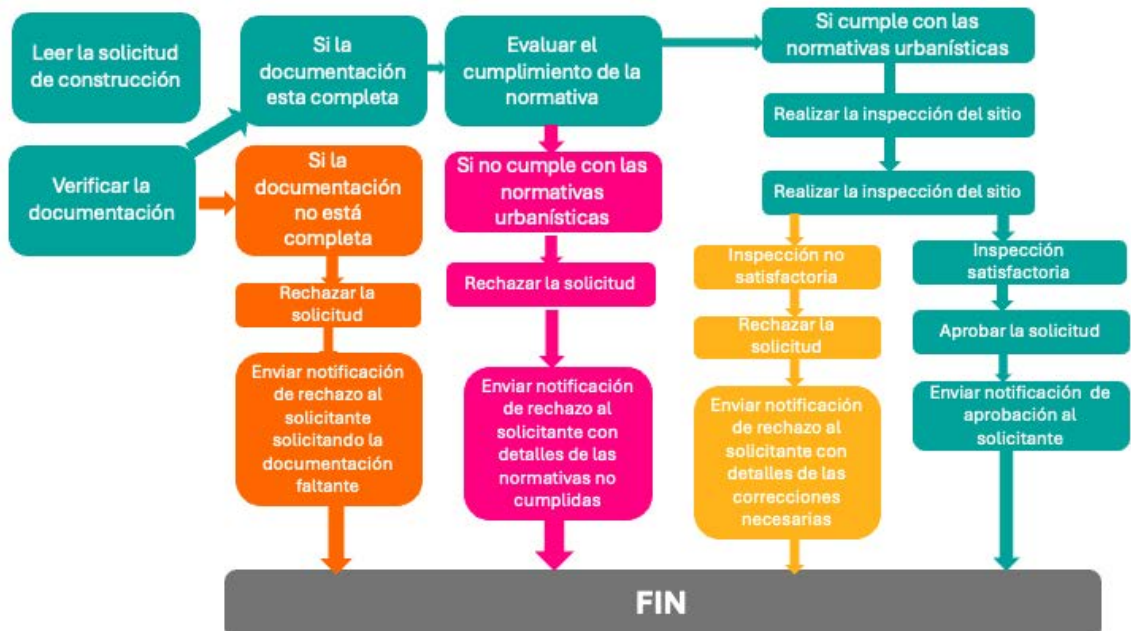 Leer la solicitud
de construcción
Si la
documentación
esta completa
Evaluar el
cumplimiento de la
normativa
Si cumple con las
normativas urbanísticas
Realizar la inspección del sitio
Verificar la
documentación
Si la
documentación
no está
completa
Si no cumple con las
normativas
urbanísticas
Realizar la inspección del sitio
Inspección no
satisfactoria
Inspección
satisfactoria
Rechazar la
solicitud
Rechazar la solicitud
Rechazar la
solicitud
Aprobar la solicitud
Enviar notificación
de rechazo al
solicitante
solicitando la
documentación
faltante
Enviar notificación
de rechazo al
solicitante con
detalles de las
normativas no
cumplidas
Enviar notificación
de rechazo al
solicitante con
detalles de las
correcciones
necesarias
Enviar notificación de
aprobación al
solicitante
FIN